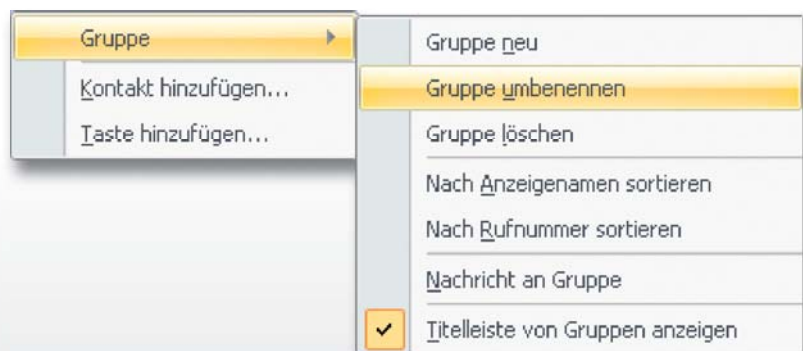 Gruppe
Kontakt hinzufügen...
Taste hinzufügen...
Gruppe neu
Gruppe umbenennen
Gruppe löschen
Nach Anzeigenamen sortieren
Nach Rufnummer sortieren
Nachricht an Gruppe
Titelleiste von Gruppen anzeigen